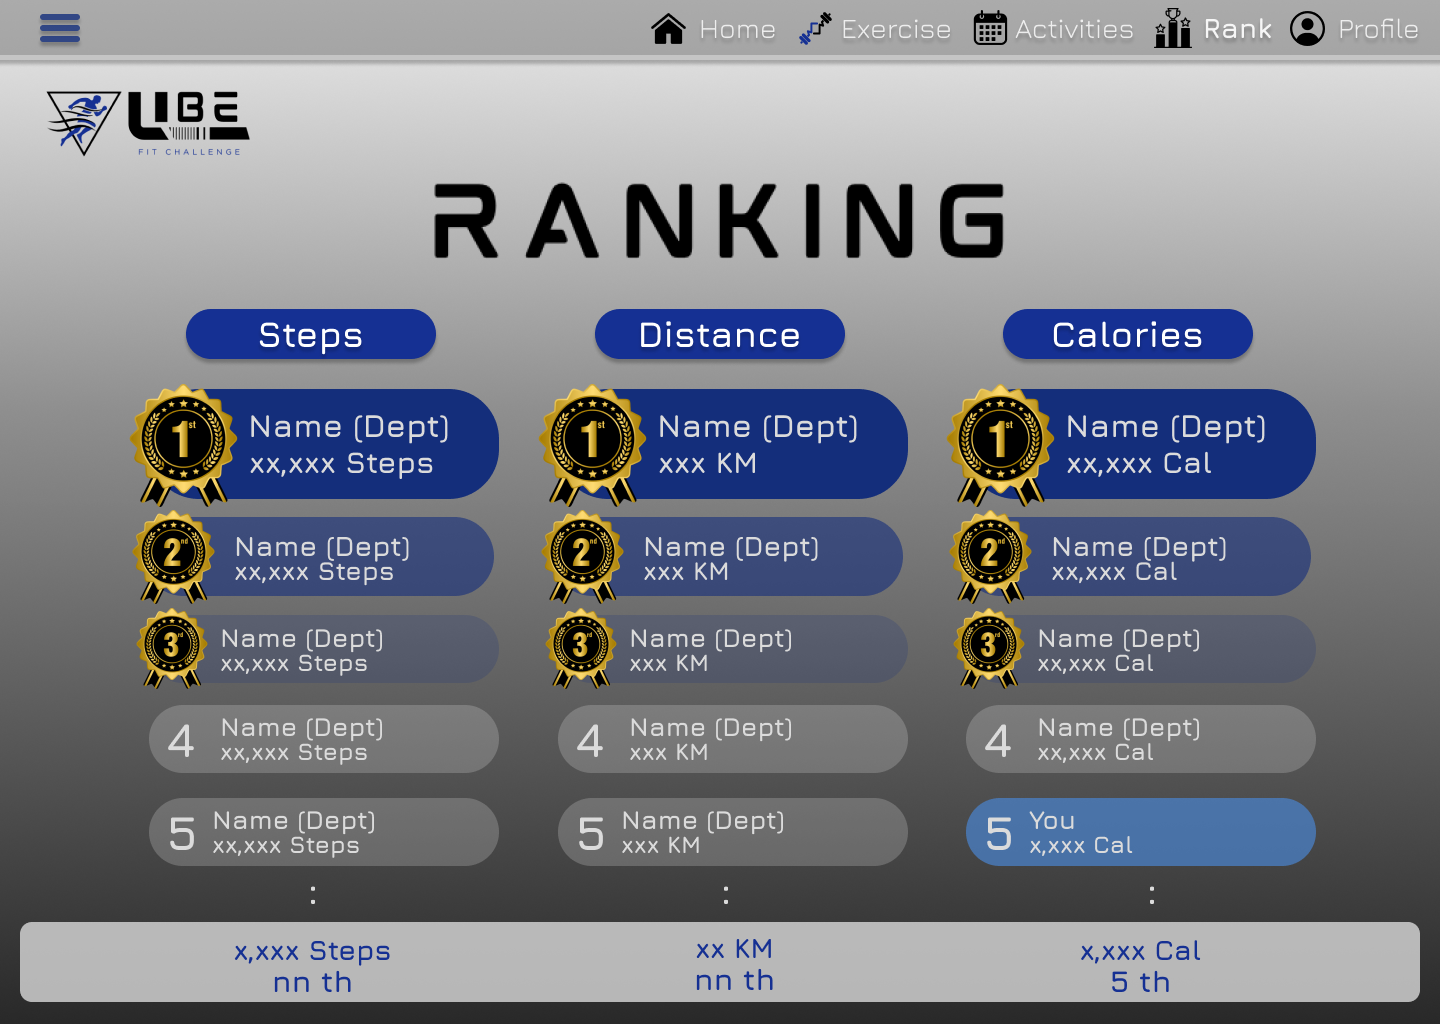 Home Exercise Activities Rank Profile
UBE
FIT CHALLENGE
RANKING
Steps
1st
Name (Dept)
xx,xxx Steps
2nd
Name (Dept)
xx,xxx Steps
3rd
Name (Dept)
xx,xxx Steps
4
Name (Dept)
xx,xxx Steps
5
Name (Dept)
xx,xxx Steps
:
x,xxx Steps
nn th
Distance
1st
Name (Dept)
xxx KM
2nd
Name (Dept)
xxx KM
3rd
Name (Dept)
xxx KM
4
Name (Dept)
xxx KM
5
Name (Dept)
xxx KM
:
xx KM
nn th
Calories
1st
Name (Dept)
xx,xxx Cal
2nd
Name (Dept)
xx,xxx Cal
3rd
Name (Dept)
xx,xxx Cal
4
Name (Dept)
xx,xxx Cal
5
You
x,xxx Cal
:
x,xxx Cal
5 th